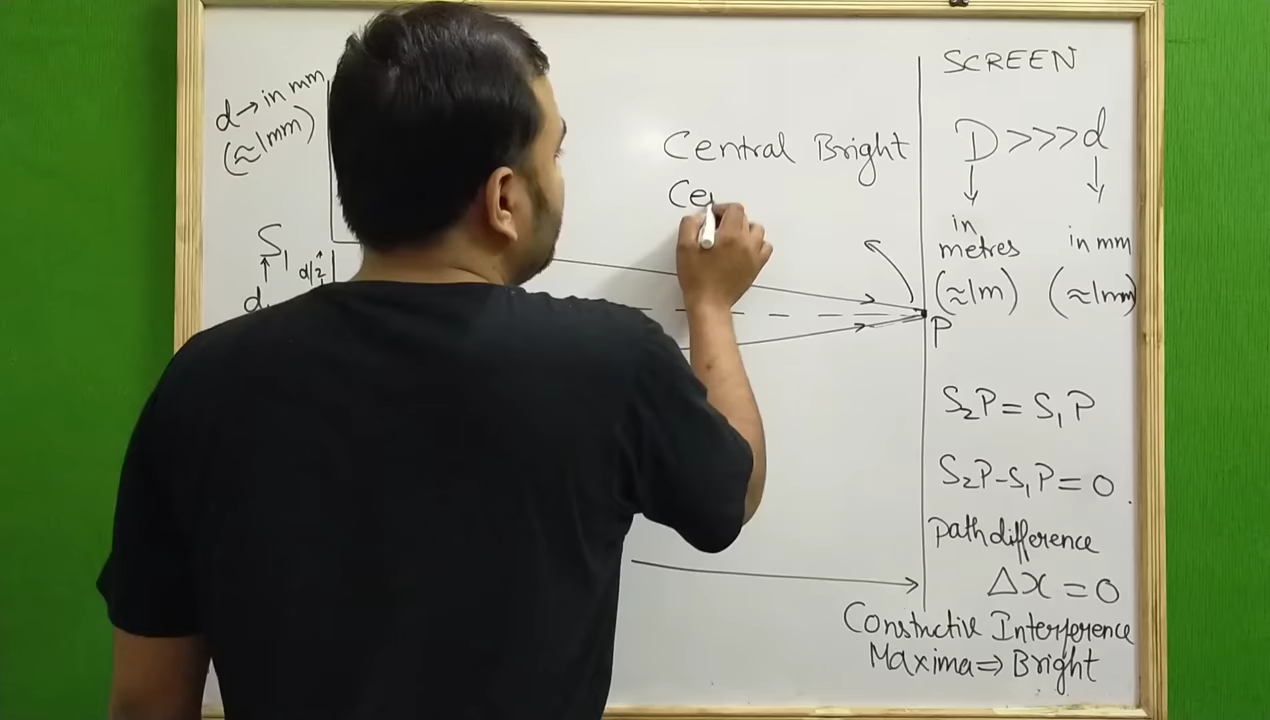 d → in mm
(≈1mm)
S₁
d/2
d
Central Bright
Ce
SCREEN
D >>> d
in metres
(≈1m)
in mm
(≈1mm)
P
S₂P = S₁P
S₂P - S₁P = 0.
Path difference
Δx = 0
Constructive Interference
Maxima ⇒ Bright